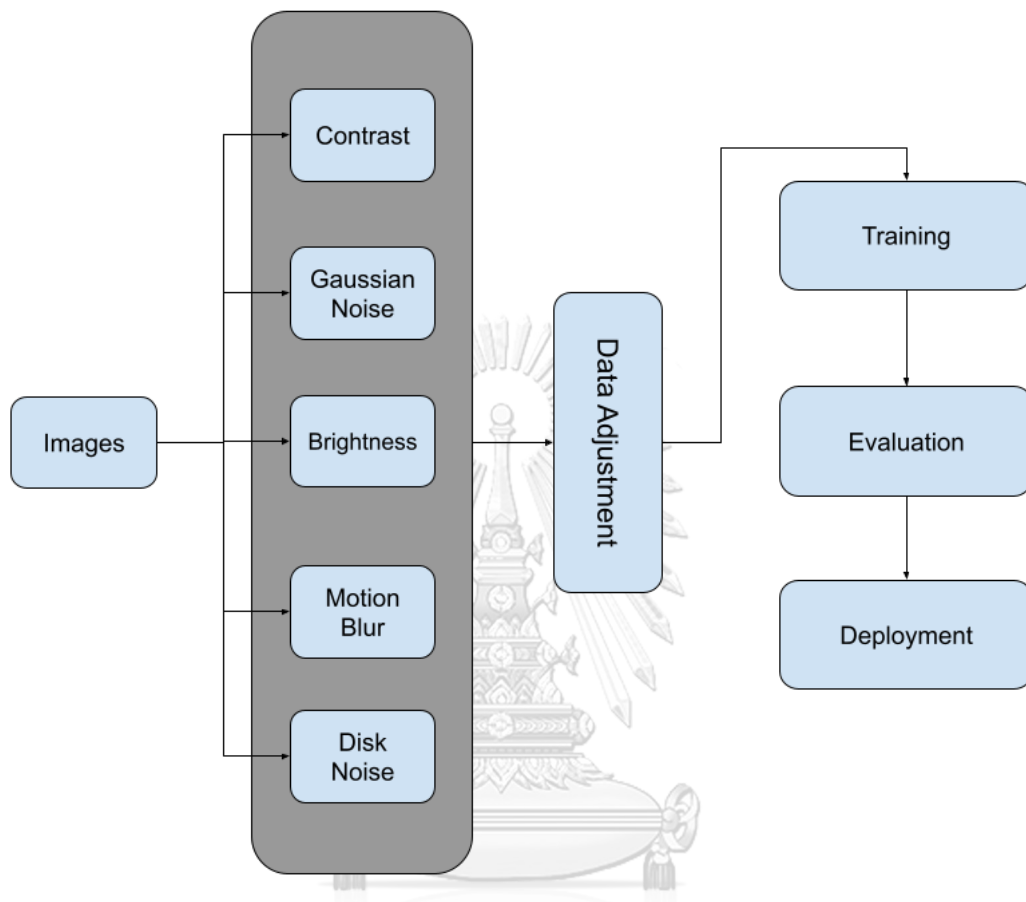 Images
Contrast
Gaussian
Noise
Brightness
Motion
Blur
Disk
Noise
Data Adjustment
Training
Evaluation
Deployment